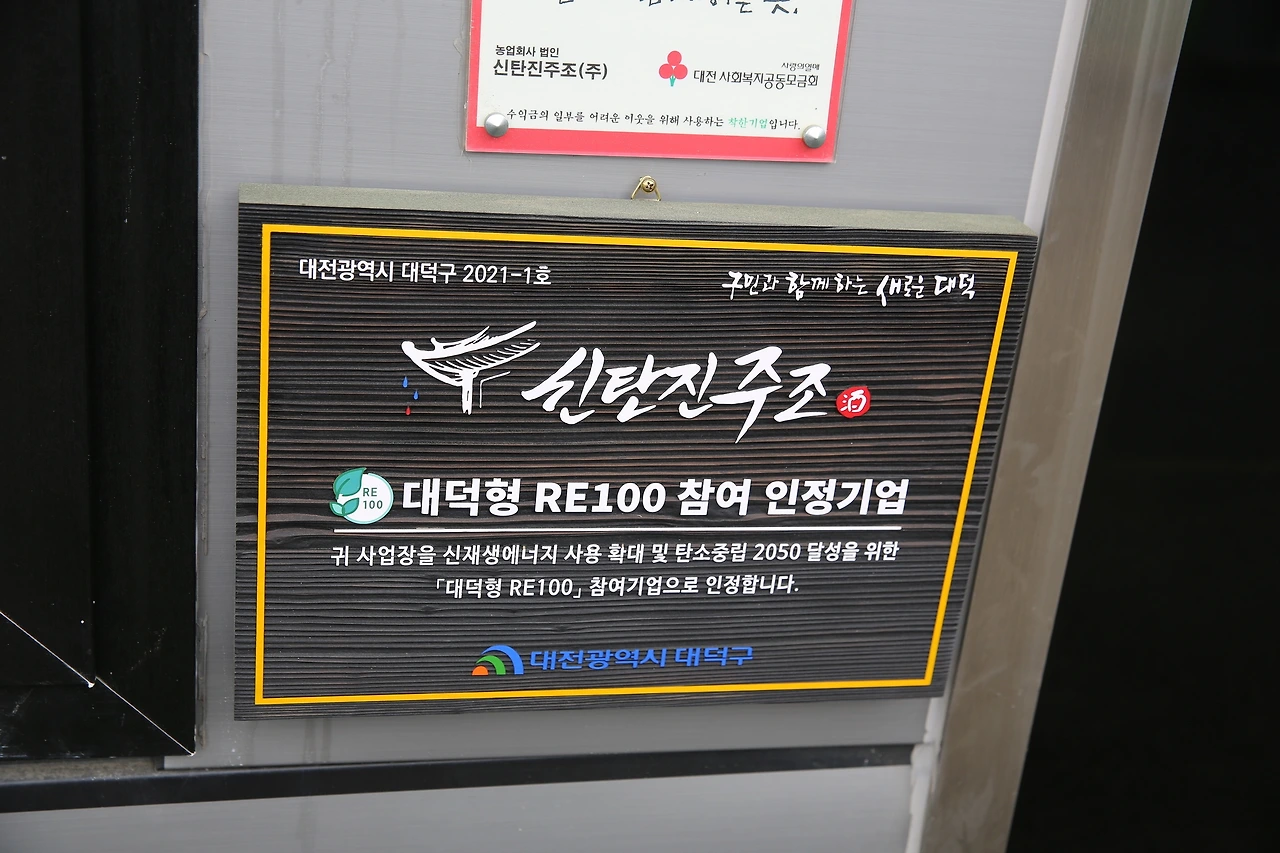 농업회사 법인
신탄진주조(주)
사랑의열매
대전 사회복지공동모금회
수익금의 일부를 어려운 이웃을 위해 사용하는 착한기업입니다.
대전광역시 대덕구 2021-1호
구민과 함께하는 새로운 대덕
신탄진주조 酒
RE
100
대덕형 RE100 참여 인정기업
귀 사업장을 신재생에너지 사용 확대 및 탄소중립 2050 달성을 위한
「대덕형 RE100」 참여기업으로 인정합니다.
대전광역시 대덕구